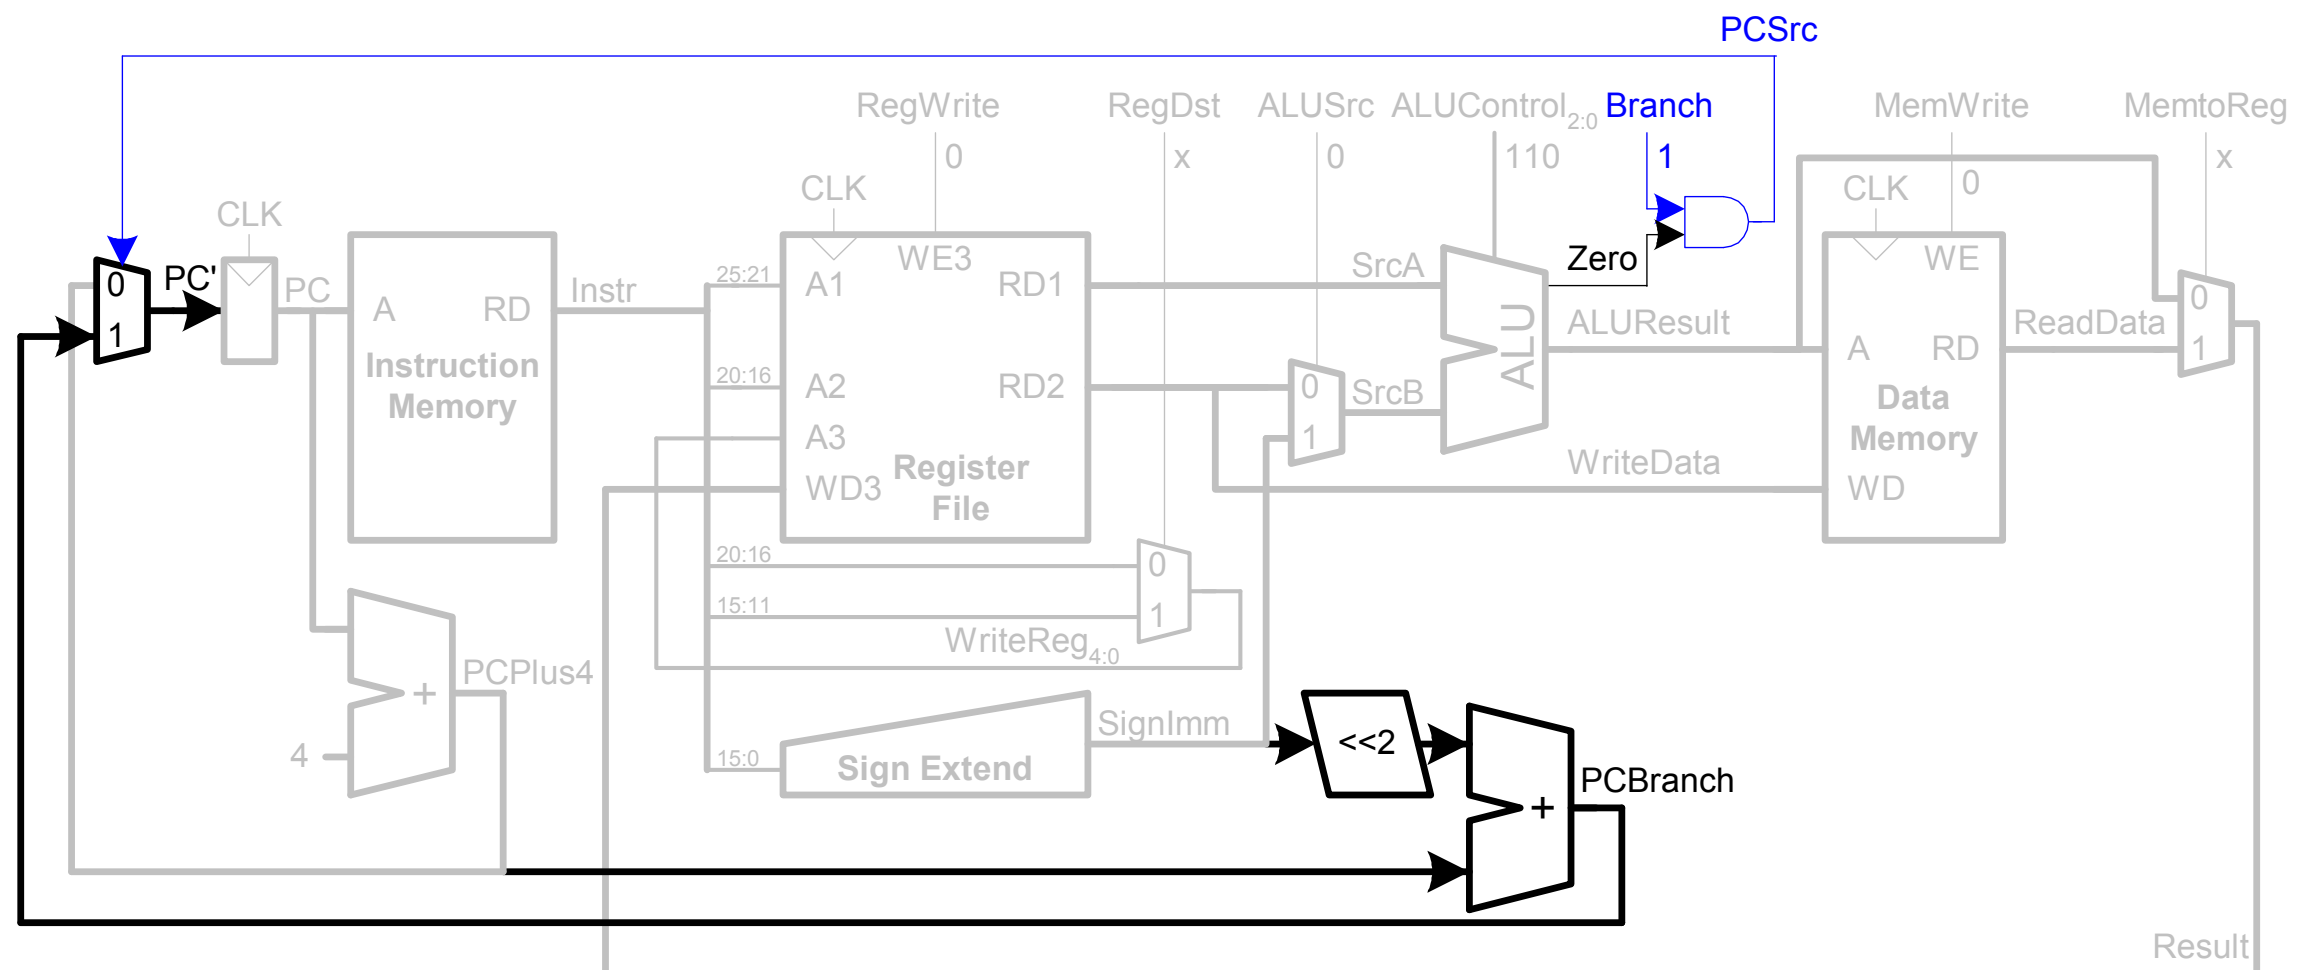 PCSrc
RegWrite
RegDst
ALUSrc
ALUControl2:0
Branch
MemWrite
MemtoReg
0
x
0
110
1
0
x
CLK
CLK
CLK
PC'
0
1
PC
A
RD
Instruction
Memory
Instr
25:21
20:16
A1
A2
A3
WD3
WE3
RD1
RD2
Register
File
SrcA
SrcB
0
1
ALU
Zero
ALUResult
WriteData
A
RD
WE
WD
Data
Memory
ReadData
0
1
20:16
15:11
0
1
WriteReg4:0
PCPlus4
+
4
15:0
Sign Extend
SignImm
<<2
+
PCBranch
Result